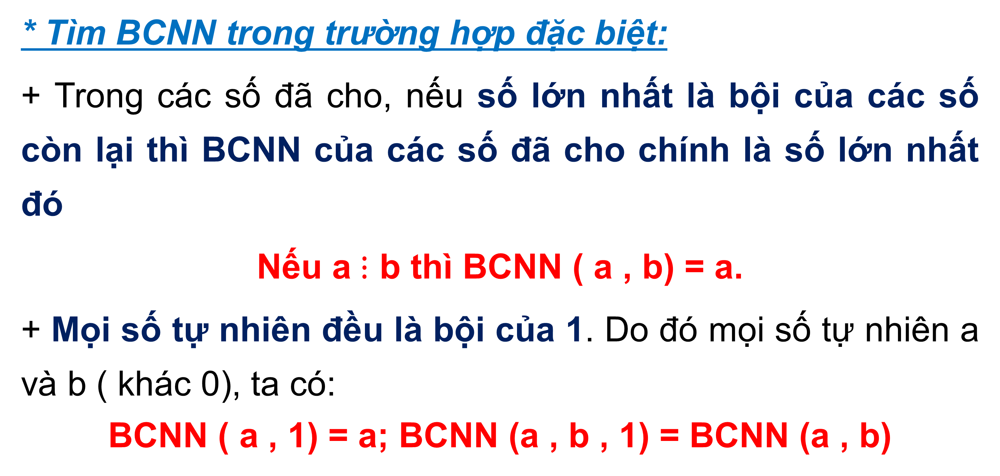 * Tìm BCNN trong trường hợp đặc biệt:
+ Trong các số đã cho, nếu số lớn nhất là bội của các số
còn lại thì BCNN của các số đã cho chính là số lớn nhất
đó
Nếu a ⋮ b thì BCNN ( a , b) = a.
+ Mọi số tự nhiên đều là bội của 1. Do đó mọi số tự nhiên a
và b ( khác 0), ta có:
BCNN ( a , 1) = a; BCNN (a , b , 1) = BCNN (a , b)